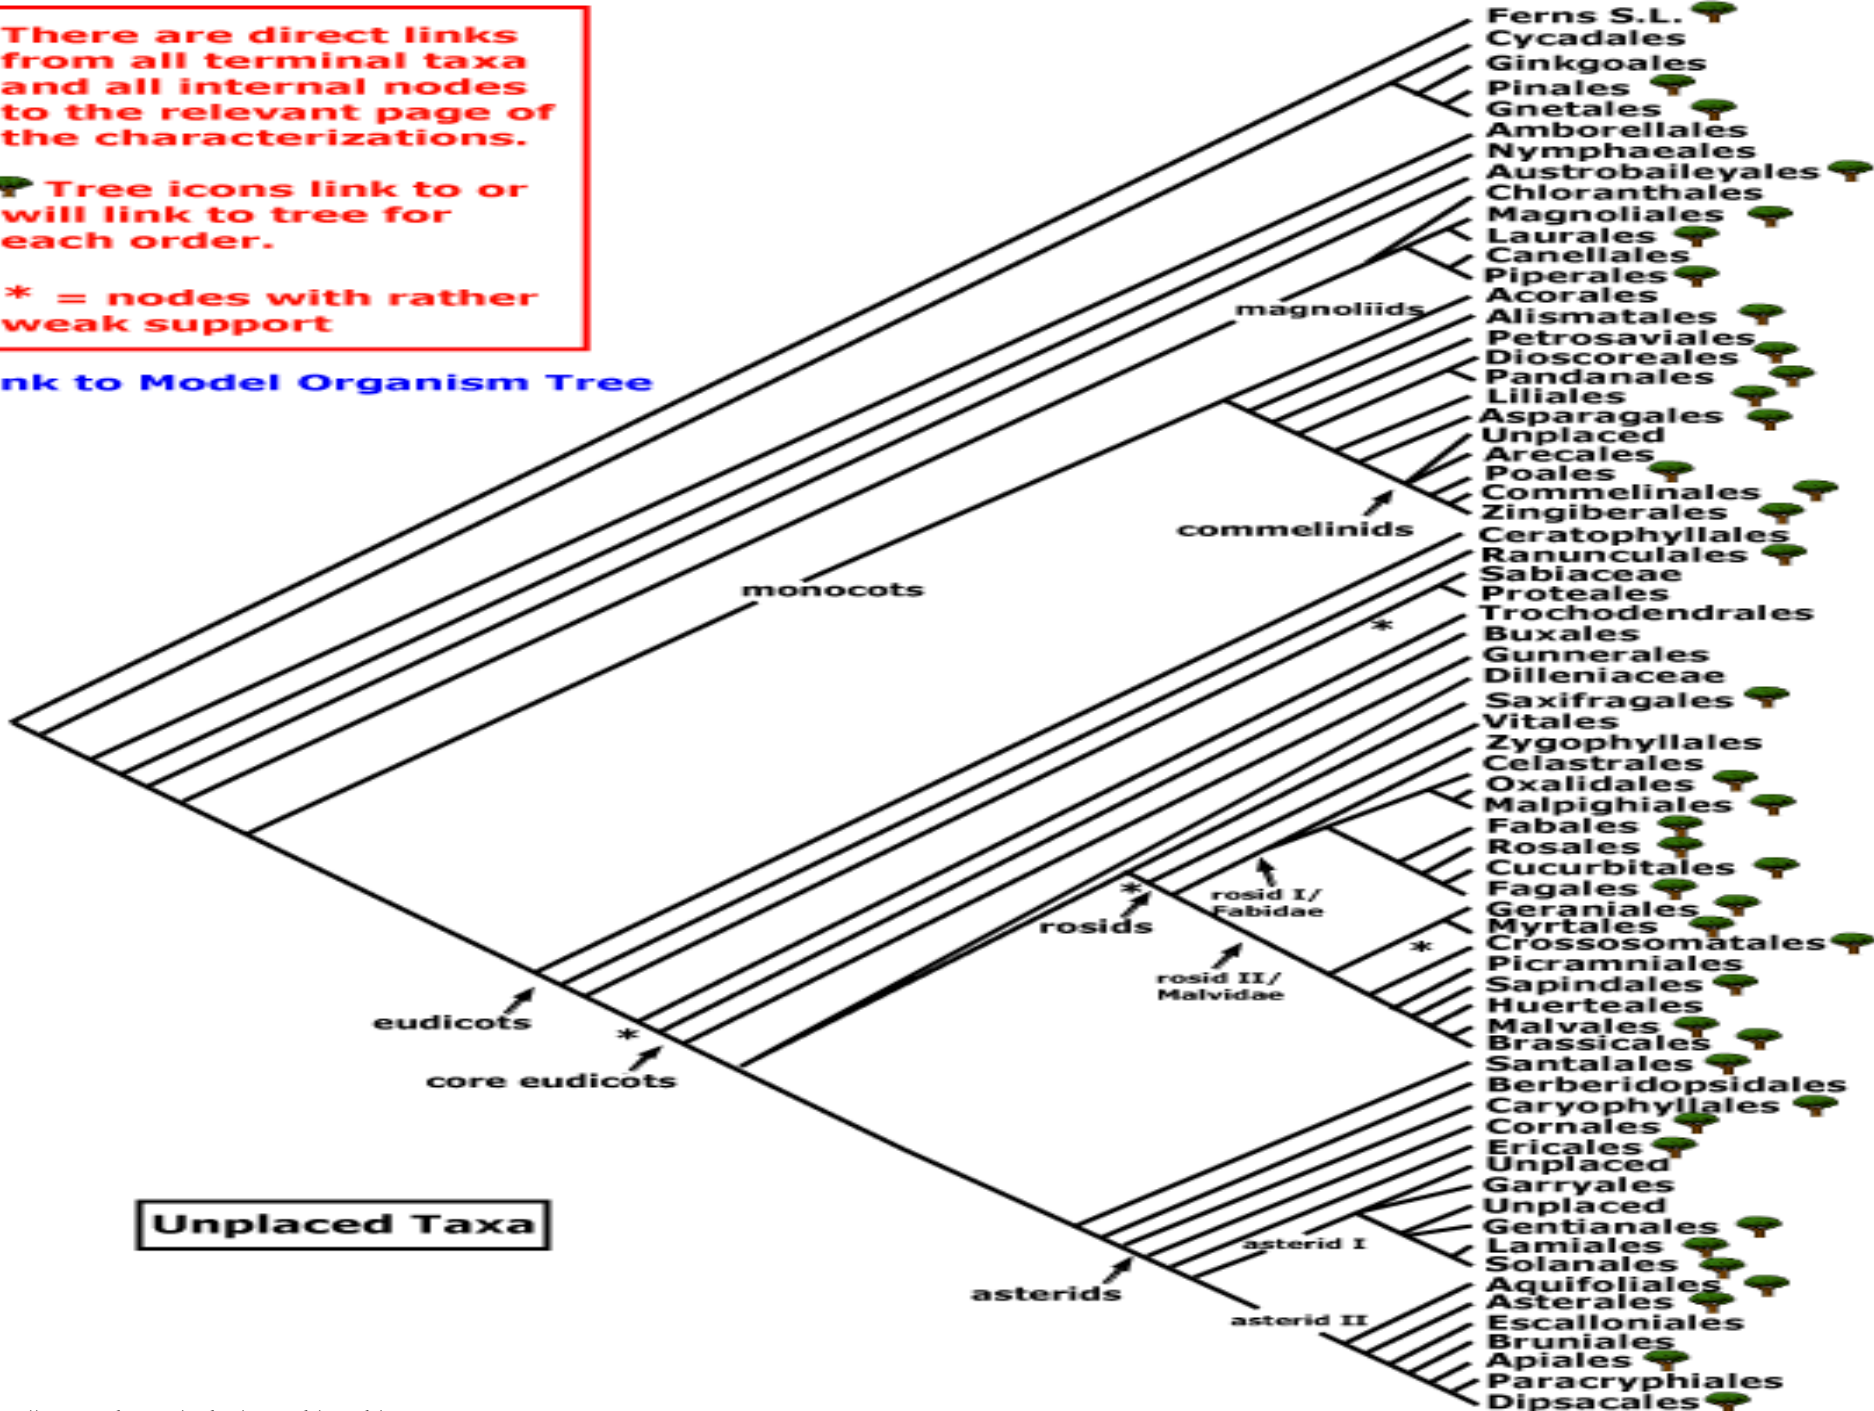 There are direct links
from all terminal taxa
and all internal nodes
to the relevant page of
the characterizations.
Tree icons link to or
will link to tree for
each order.
* = nodes with rather
weak support
nk to Model Organism Tree
Ferns S.L.
Cycadales
Ginkgoales
Pinales
Gnetales
Amborellales
Nymphaeales
Austrobaileyales
Chloranthales
Magnoliales
Laurales
Canellales
Piperales
magnoliids
Acorales
Alismatales
Petrosaviales
Dioscoreales
Pandanales
Liliales
Asparagales
Unplaced
Arecales
Poales
Commelinales
Zingiberales
commelinids
monocots
Ceratophyllales
Ranunculales
Sabiaceae
Proteales
Trochodendrales
*
Buxales
Gunnerales
Dilleniaceae
Saxifragales
Vitales
Zygophyllales
Celastrales
Oxalidales
Malpighiales
Fabales
Rosales
Cucurbitales
Fagales
*
rosids
rosid I/
Fabidae
Geraniales
Myrtales
*
Crossosomatales
Picramniales
Sapindales
Huerteales
Malvales
Brassicales
rosid II/
Malvidae
eudicots
*
core eudicots
Santalales
Berberidopsidales
Caryophyllales
Cornales
Ericales
Unplaced
Garryales
Unplaced
Gentianales
Lamiales
Solanales
asterid I
asterids
asterid II
Aquifoliales
Asterales
Escalloniales
Bruniales
Apiales
Paracryphiales
Dipsacales
Unplaced Taxa